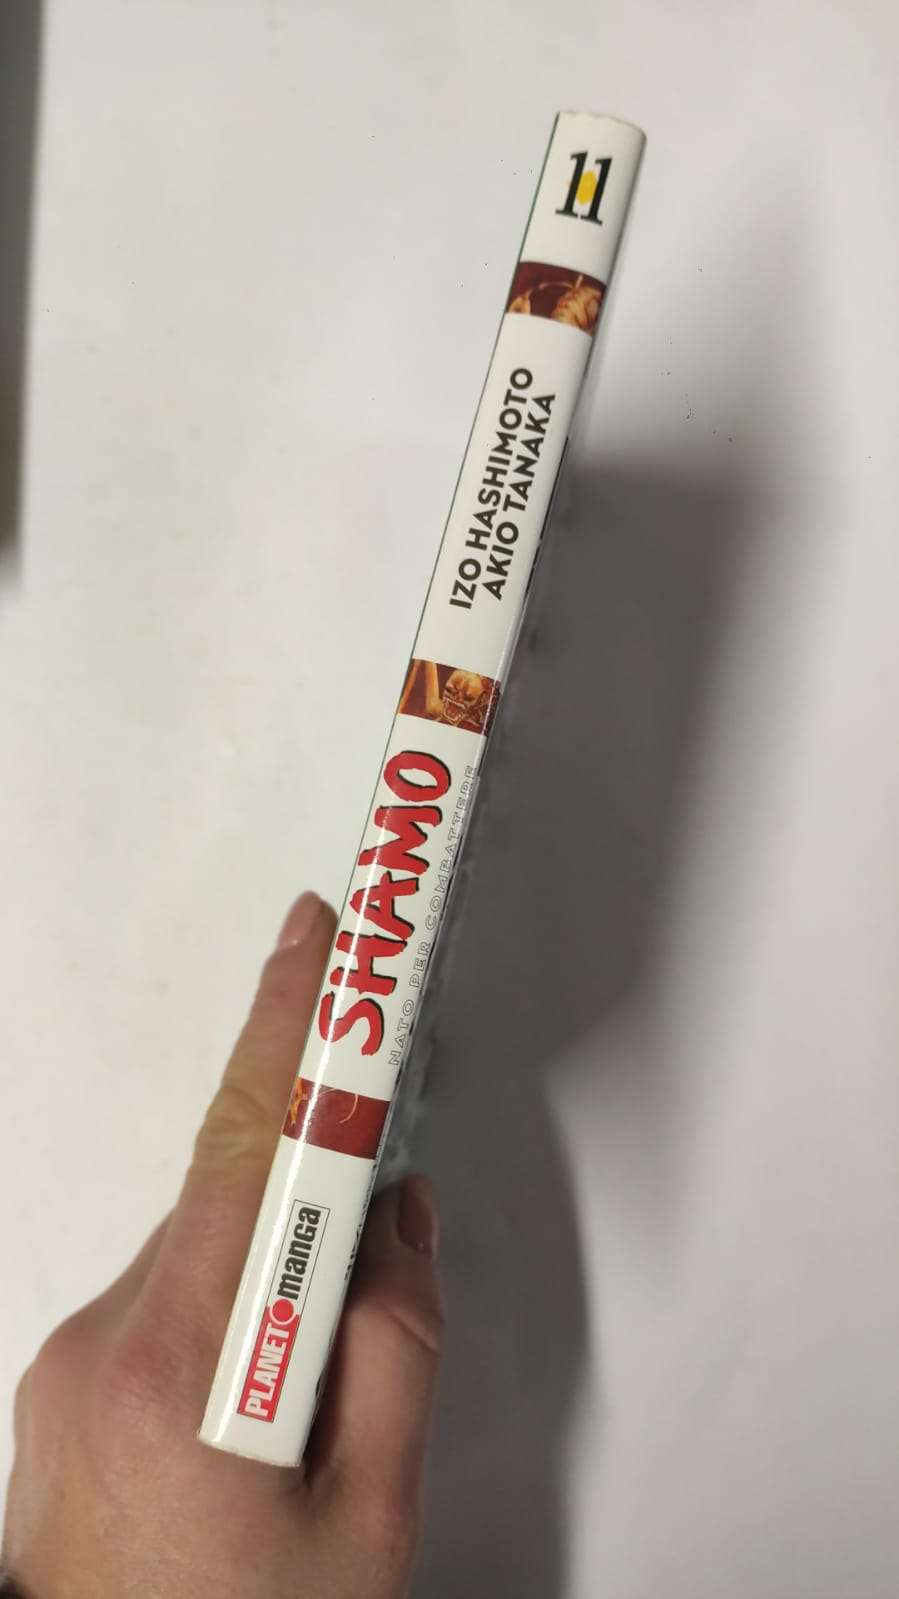 11
IZO HASHIMOTO
AKIO TANAKA
SHAMO
NATO PER COMBATTERE
PLANET manga